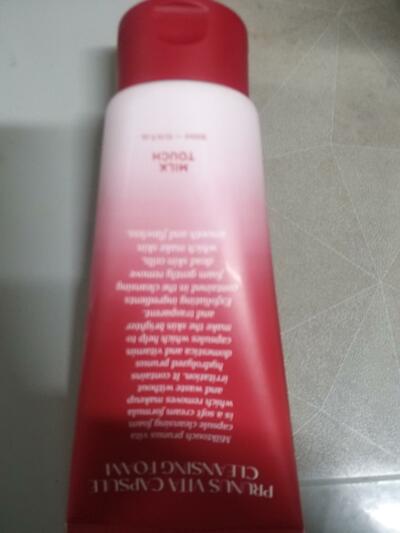 PRUNUS VITA CAPSULE
CLEANSING FOAM
Milktouch prunus vita
capsule cleansing foam
is a soft cream formula
which removes makeup
and waste without
irritation. It contains
hydrolyzed prunus
domestica and vitamin
capsules which help to
make the skin brighter
and trasparent.
Exfoliating ingredients
contained in the cleansing
foam gently remove
dead skin cells,
which make skin
smooth and flawless.
MILK
TOUCH